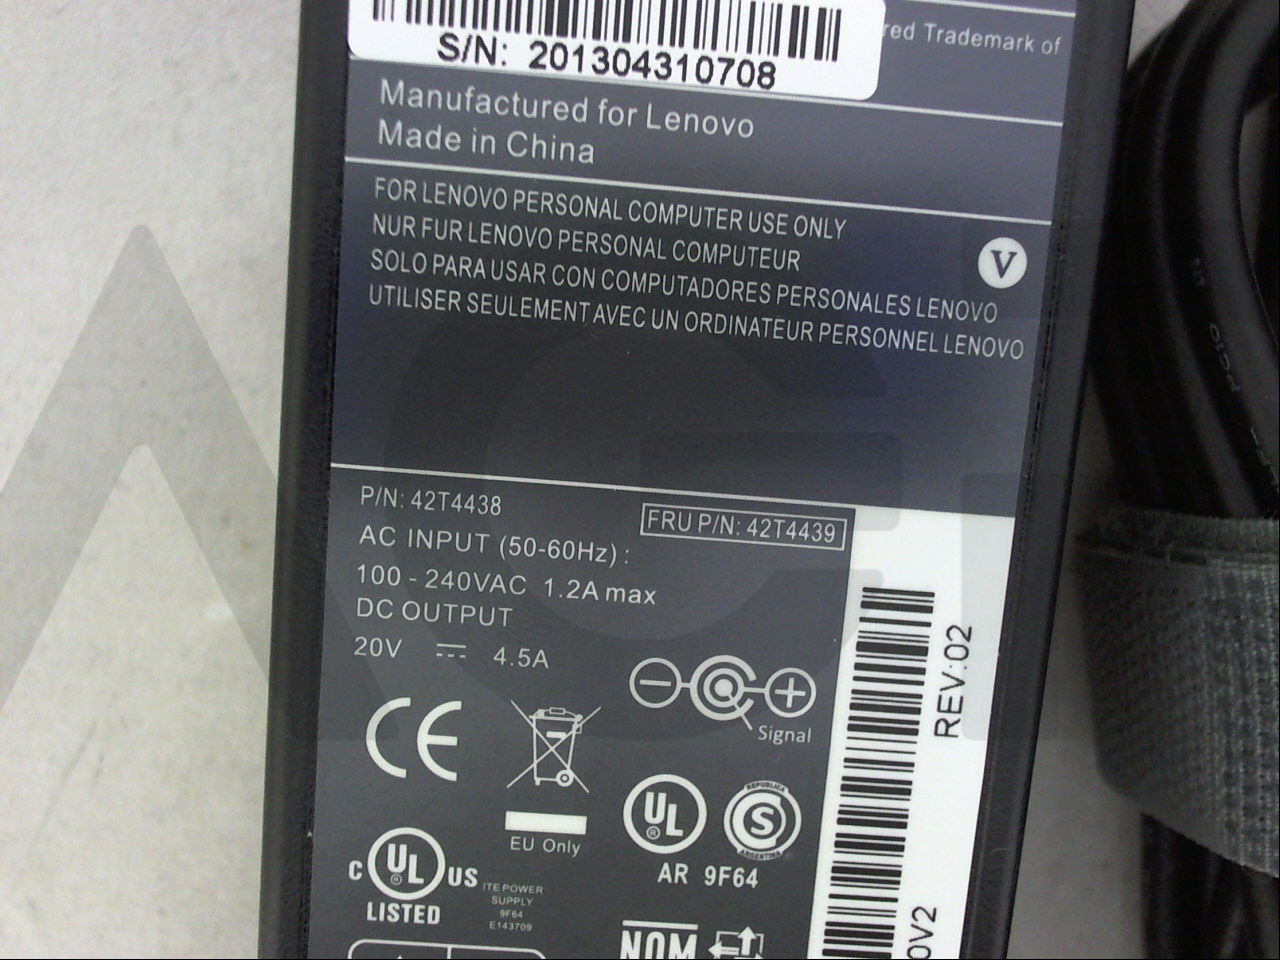 S/N: 201304310708
red Trademark of
Manufactured for Lenovo
Made in China
FOR LENOVO PERSONAL COMPUTER USE ONLY
NUR FUR LENOVO PERSONAL COMPUTEUR
SOLO PARA USAR CON COMPUTADORES PERSONALES LENOVO
UTILISER SEULEMENT AVEC UN ORDINATEUR PERSONNEL LENOVO
V
P/N: 42T4438
FRU P/N: 42T4439
AC INPUT (50-60Hz) :
100 - 240VAC 1.2A max
DC OUTPUT
20V 4.5A
Signal
CE
EU Only
UL
REPUBLICA
S
ARGENTINA
AR 9F64
C UL US
LISTED
ITE POWER
SUPPLY
9F64
E143709
NOM
REV:02
0V2